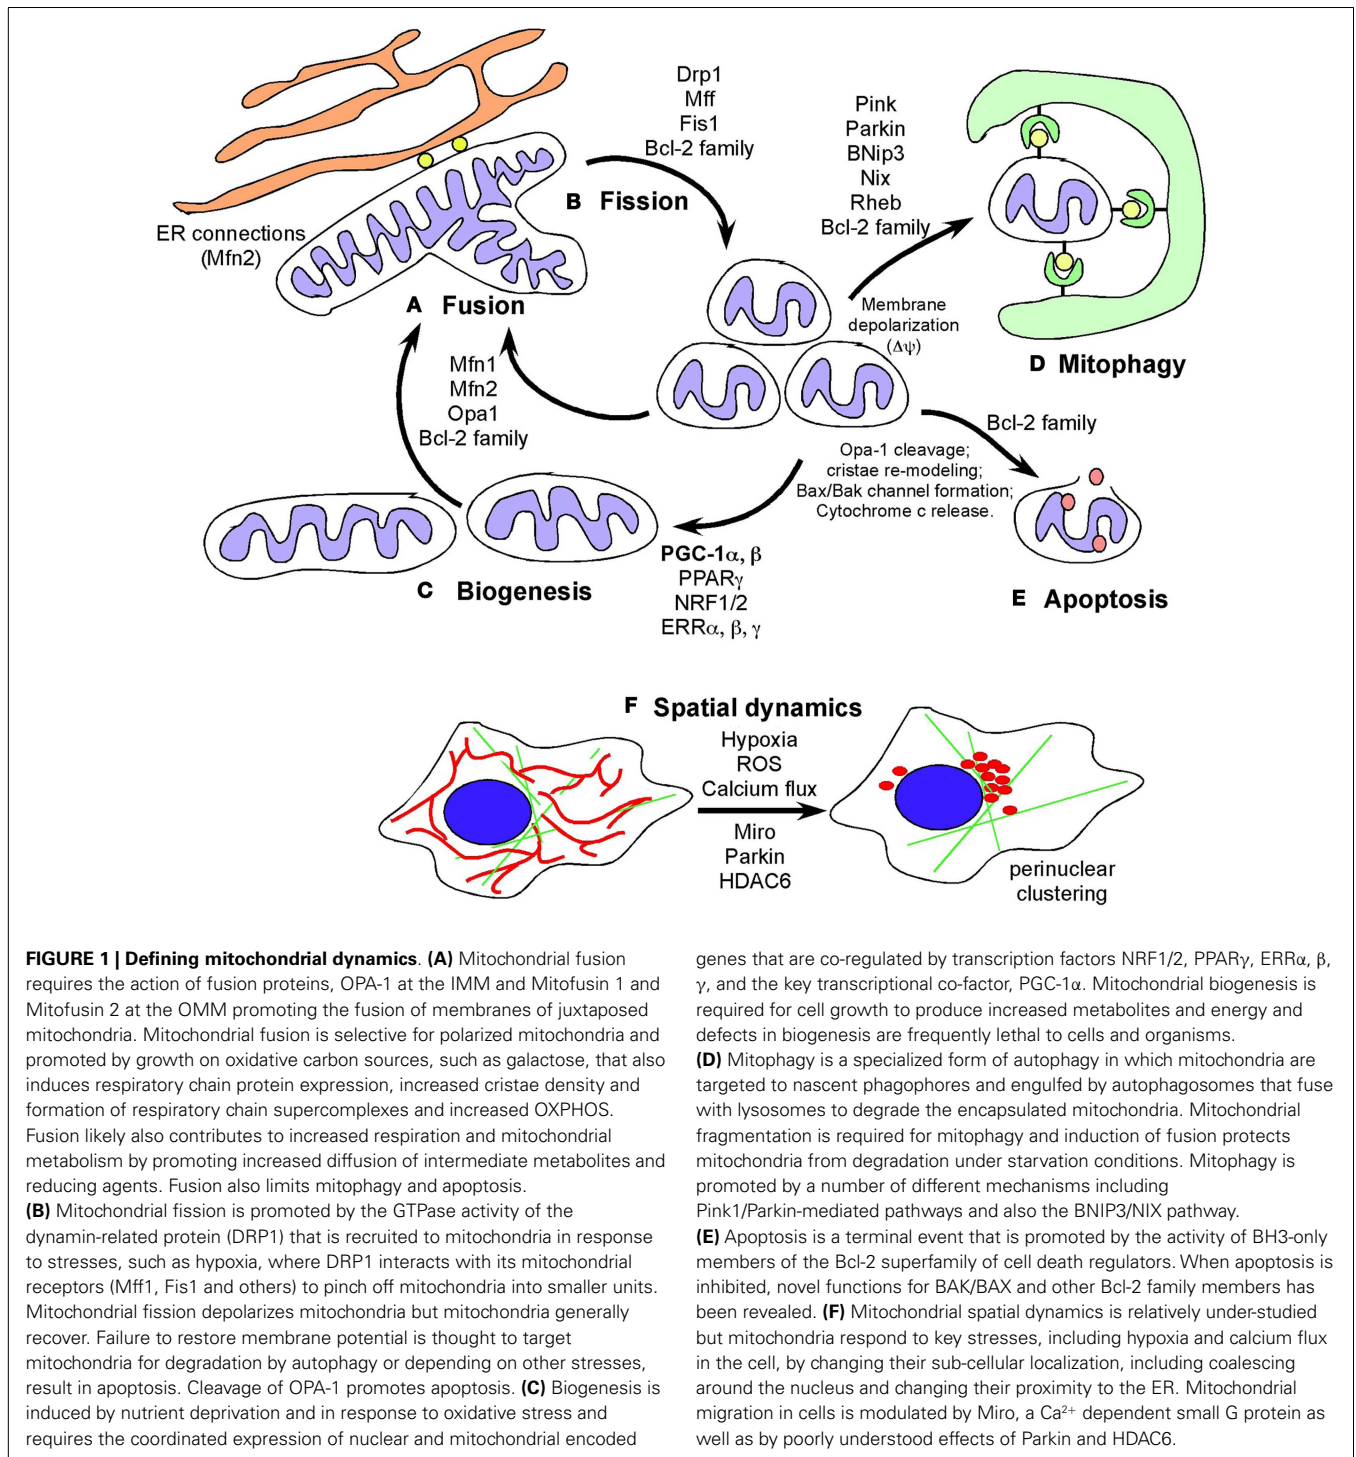 Drp1
Mff
Fis1
Bcl-2 family
B Fission
Pink
Parkin
BNip3
Nix
Rheb
Bcl-2 family
ER connections
(Mfn2)
A Fusion
Membrane
depolarization
(Δψ)
D Mitophagy
Mfn1
Mfn2
Opa1
Bcl-2 family
Bcl-2 family
Opa-1 cleavage;
cristae re-modeling;
Bax/Bak channel formation;
Cytochrome c release.
C Biogenesis
PGC-1α, β
PPARγ
NRF1/2
ERRα, β, γ
E Apoptosis
F Spatial dynamics
Hypoxia
ROS
Calcium flux
Miro
Parkin
HDAC6
perinuclear
clustering
FIGURE 1 | Defining mitochondrial dynamics. (A) Mitochondrial fusion
requires the action of fusion proteins, OPA-1 at the IMM and Mitofusin 1 and
Mitofusin 2 at the OMM promoting the fusion of membranes of juxtaposed
mitochondria. Mitochondrial fusion is selective for polarized mitochondria and
promoted by growth on oxidative carbon sources, such as galactose, that also
induces respiratory chain protein expression, increased cristae density and
formation of respiratory chain supercomplexes and increased OXPHOS.
Fusion likely also contributes to increased respiration and mitochondrial
metabolism by promoting increased diffusion of intermediate metabolites and
reducing agents. Fusion also limits mitophagy and apoptosis.
(B) Mitochondrial fission is promoted by the GTPase activity of the
dynamin-related protein (DRP1) that is recruited to mitochondria in response
to stresses, such as hypoxia, where DRP1 interacts with its mitochondrial
receptors (Mff1, Fis1 and others) to pinch off mitochondria into smaller units.
Mitochondrial fission depolarizes mitochondria but mitochondria generally
recover. Failure to restore membrane potential is thought to target
mitochondria for degradation by autophagy or depending on other stresses,
result in apoptosis. Cleavage of OPA-1 promotes apoptosis. (C) Biogenesis is
induced by nutrient deprivation and in response to oxidative stress and
requires the coordinated expression of nuclear and mitochondrial encoded
genes that are co-regulated by transcription factors NRF1/2, PPARγ, ERRα, β,
γ, and the key transcriptional co-factor, PGC-1α. Mitochondrial biogenesis is
required for cell growth to produce increased metabolites and energy and
defects in biogenesis are frequently lethal to cells and organisms.
(D) Mitophagy is a specialized form of autophagy in which mitochondria are
targeted to nascent phagophores and engulfed by autophagosomes that fuse
with lysosomes to degrade the encapsulated mitochondria. Mitochondrial
fragmentation is required for mitophagy and induction of fusion protects
mitochondria from degradation under starvation conditions. Mitophagy is
promoted by a number of different mechanisms including
Pink1/Parkin-mediated pathways and also the BNIP3/NIX pathway.
(E) Apoptosis is a terminal event that is promoted by the activity of BH3-only
members of the Bcl-2 superfamily of cell death regulators. When apoptosis is
inhibited, novel functions for BAK/BAX and other Bcl-2 family members has
been revealed. (F) Mitochondrial spatial dynamics is relatively under-studied
but mitochondria respond to key stresses, including hypoxia and calcium flux
in the cell, by changing their sub-cellular localization, including coalescing
around the nucleus and changing their proximity to the ER. Mitochondrial
migration in cells is modulated by Miro, a Ca²⁺ dependent small G protein as
well as by poorly understood effects of Parkin and HDAC6.